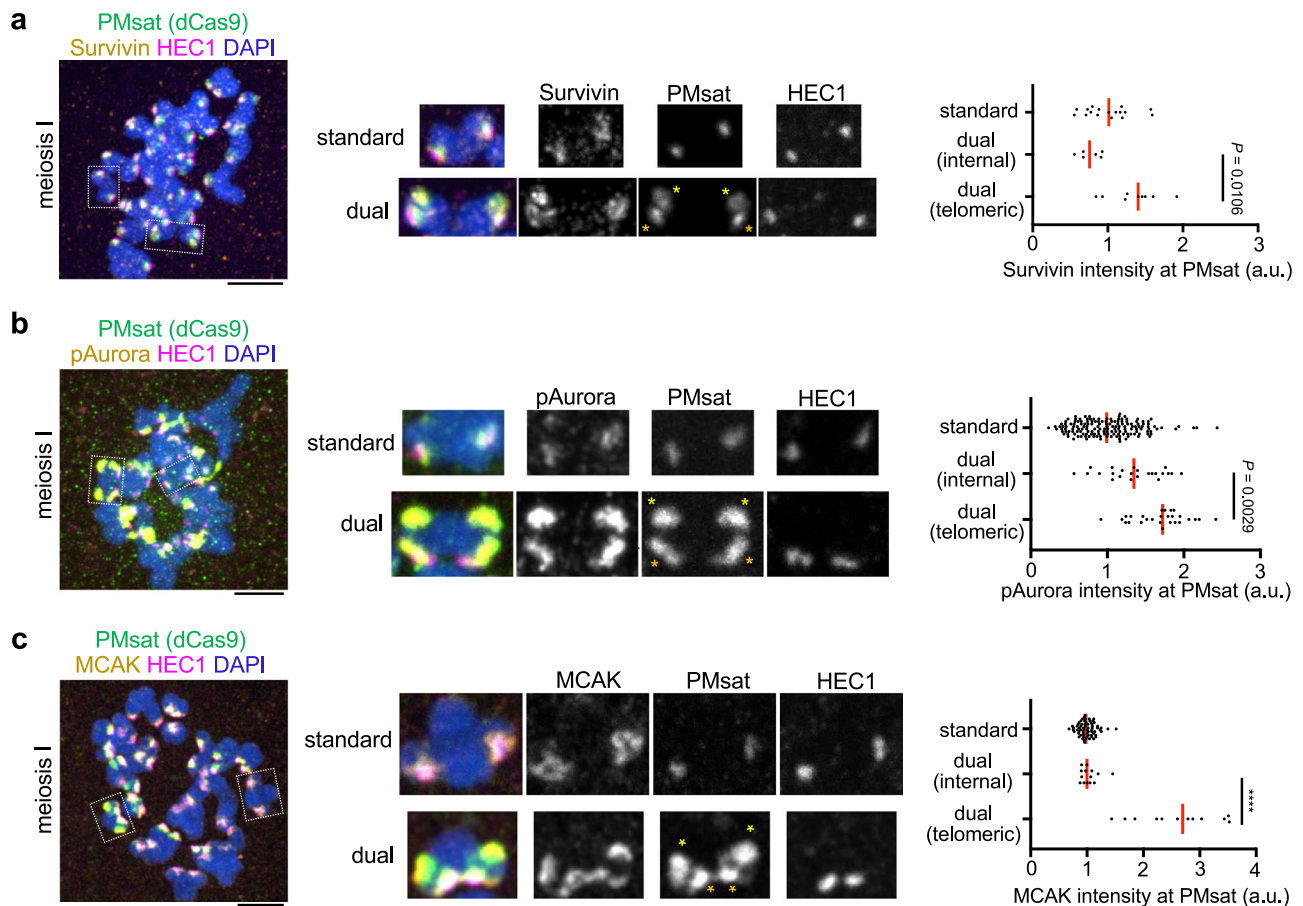 a
PMsat (dCas9)
Survivin HEC1 DAPI
meiosis I
Survivin PMsat HEC1
standard
dual
* *
* *
standard
dual
(internal)
dual
(telomeric)
P = 0.0106
0 1 2 3
Survivin intensity at PMsat (a.u.)
b
PMsat (dCas9)
pAurora HEC1 DAPI
meiosis I
pAurora PMsat HEC1
standard
dual
* *
* *
standard
dual
(internal)
dual
(telomeric)
P = 0.0029
0 1 2 3
pAurora intensity at PMsat (a.u.)
c
PMsat (dCas9)
MCAK HEC1 DAPI
meiosis I
MCAK PMsat HEC1
standard
dual
* *
* *
standard
dual
(internal)
dual
(telomeric)
****
0 1 2 3 4
MCAK intensity at PMsat (a.u.)